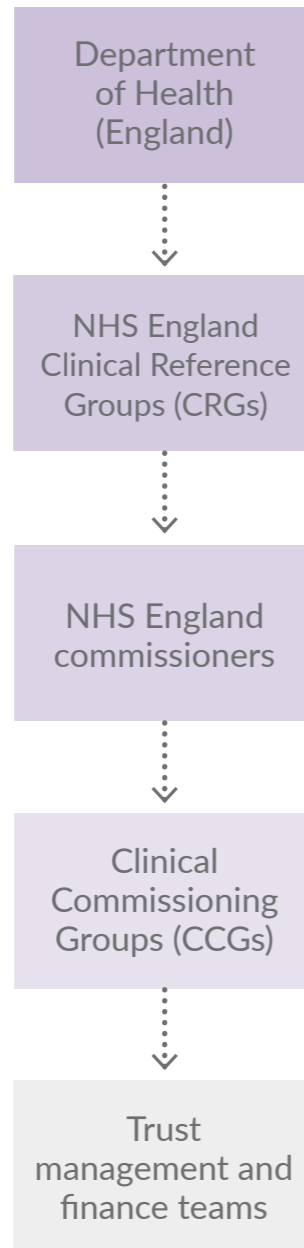 Department
of Health
(England)
NHS England
Clinical Reference
Groups (CRGs)
NHS England
commissioners
Clinical
Commissioning
Groups (CCGs)
Trust
management and
finance teams